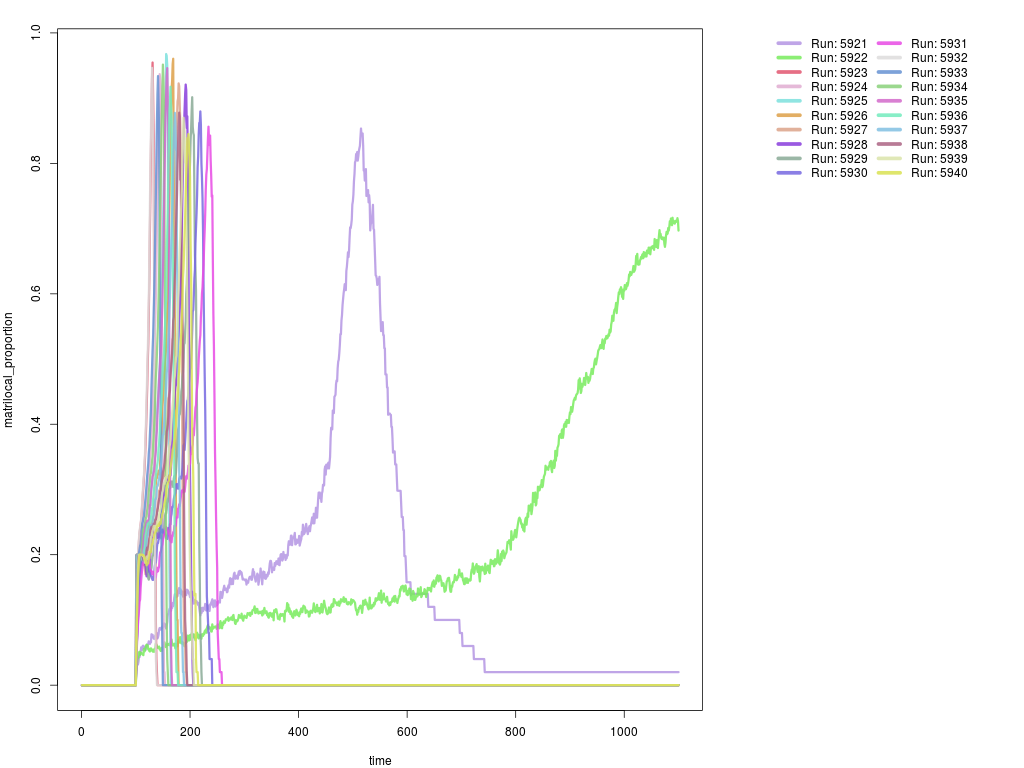 1.0
0.8
0.6
0.4
0.2
0.0
matrilocal_proportion
0 200 400 600 800 1000
time
Run: 5921 Run: 5931
Run: 5922 Run: 5932
Run: 5923 Run: 5933
Run: 5924 Run: 5934
Run: 5925 Run: 5935
Run: 5926 Run: 5936
Run: 5927 Run: 5937
Run: 5928 Run: 5938
Run: 5929 Run: 5939
Run: 5930 Run: 5940